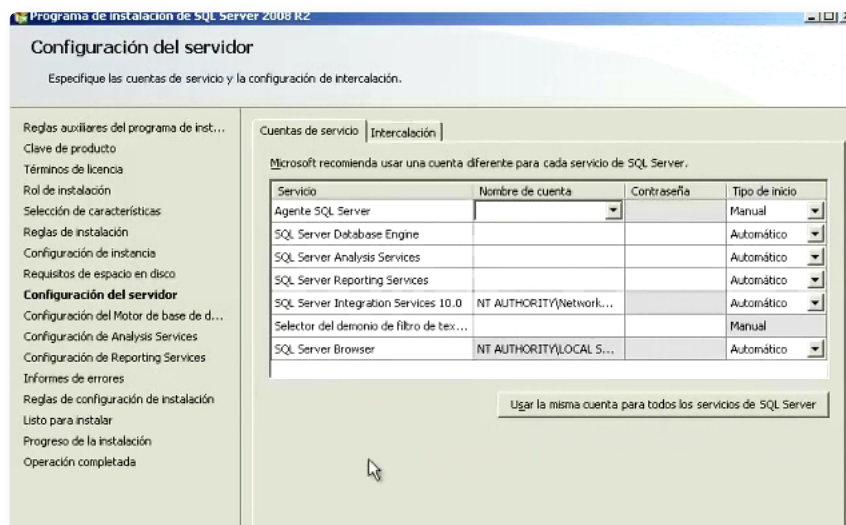 Programa de instalación de SQL Server 2008 R2
Configuración del servidor
Especifique las cuentas de servicio y la configuración de intercalación.
Reglas auxiliares del programa de inst...
Clave de producto
Términos de licencia
Rol de instalación
Selección de características
Reglas de instalación
Configuración de instancia
Requisitos de espacio en disco
Configuración del servidor
Configuración del Motor de base de d...
Configuración de Analysis Services
Configuración de Reporting Services
Informes de errores
Reglas de configuración de instalación
Listo para instalar
Progreso de la instalación
Operación completada
Cuentas de servicio Intercalación
Microsoft recomienda usar una cuenta diferente para cada servicio de SQL Server.
Servicio Nombre de cuenta Contraseña Tipo de inicio
Agente SQL Server Manual
SQL Server Database Engine Automático
SQL Server Analysis Services Automático
SQL Server Reporting Services Automático
SQL Server Integration Services 10.0 NT AUTHORITY\Network... Automático
Selector del demonio de filtro de tex... Manual
SQL Server Browser NT AUTHORITY\LOCAL S... Automático
Usar la misma cuenta para todos los servicios de SQL Server